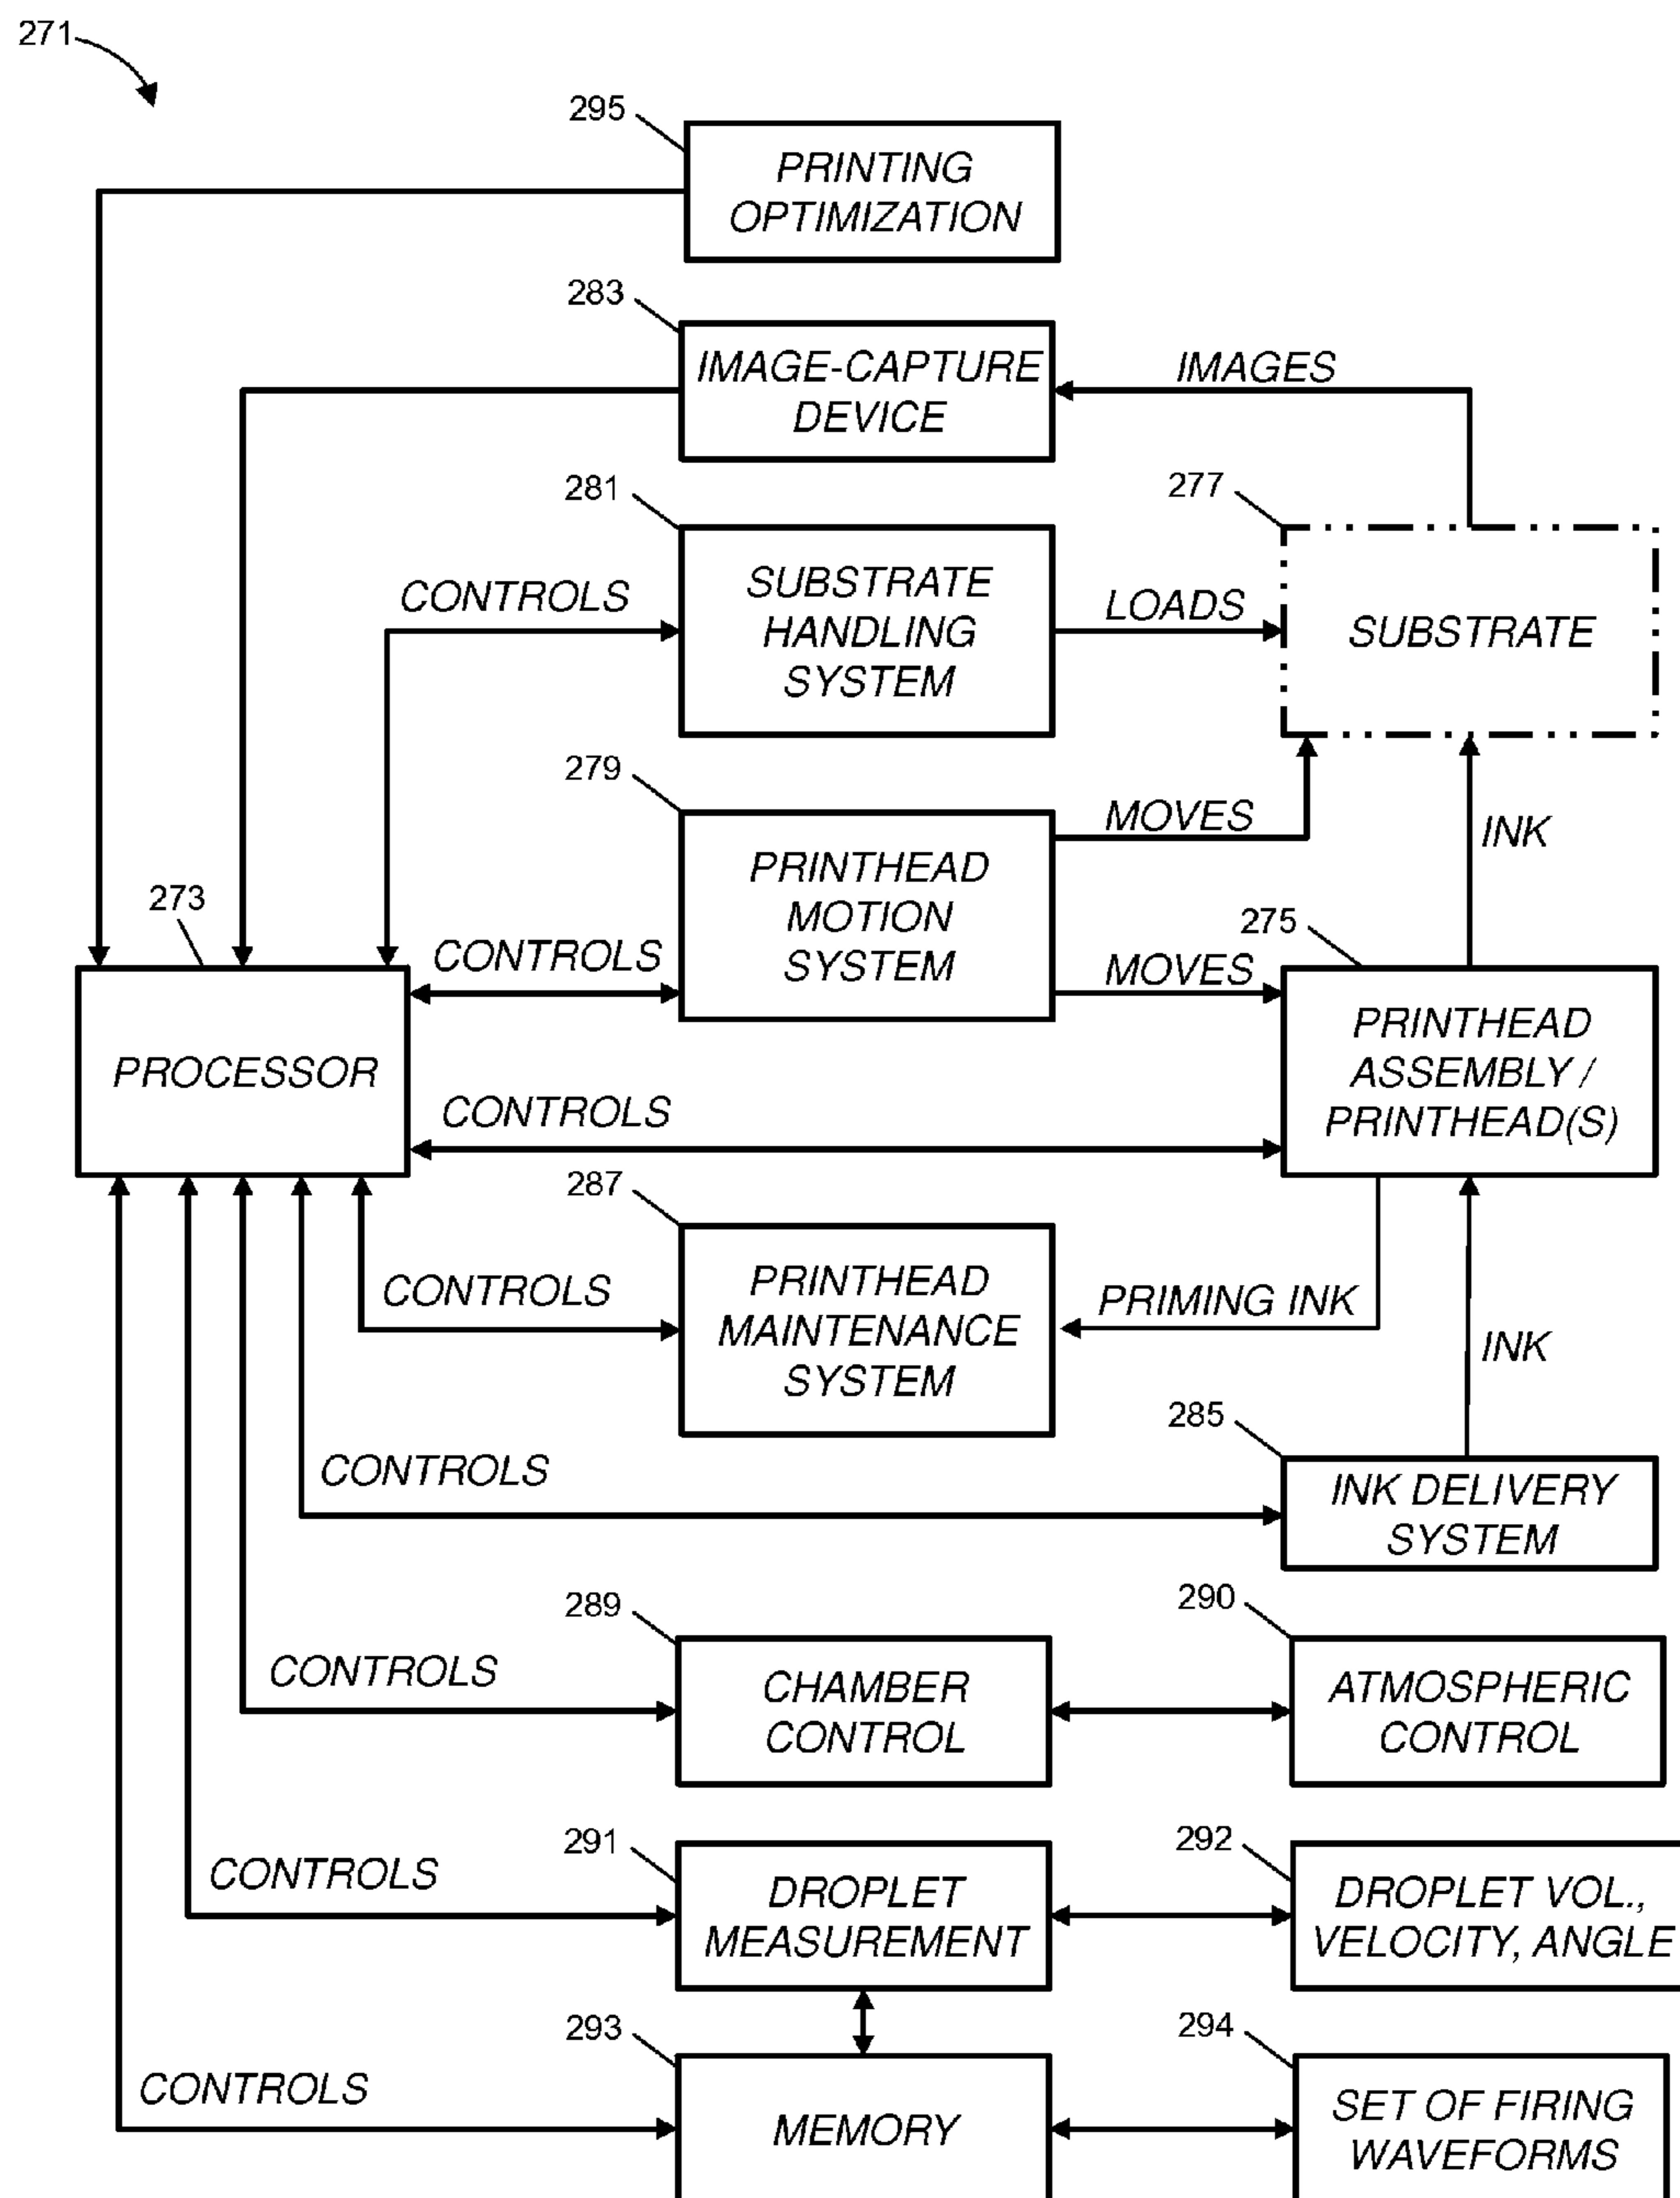 271
295
PRINTING
OPTIMIZATION
283
IMAGE-CAPTURE
DEVICE
IMAGES
281
SUBSTRATE
HANDLING
SYSTEM
CONTROLS
LOADS
277
SUBSTRATE
279
PRINTHEAD
MOTION
SYSTEM
MOVES
INK
273
PROCESSOR
CONTROLS
MOVES
275
PRINTHEAD
ASSEMBLY /
PRINTHEAD(S)
CONTROLS
287
PRINTHEAD
MAINTENANCE
SYSTEM
CONTROLS
PRIMING INK
INK
285
INK DELIVERY
SYSTEM
CONTROLS
289
CHAMBER
CONTROL
CONTROLS
290
ATMOSPHERIC
CONTROL
291
DROPLET
MEASUREMENT
CONTROLS
292
DROPLET VOL.,
VELOCITY, ANGLE
293
MEMORY
CONTROLS
294
SET OF FIRING
WAVEFORMS